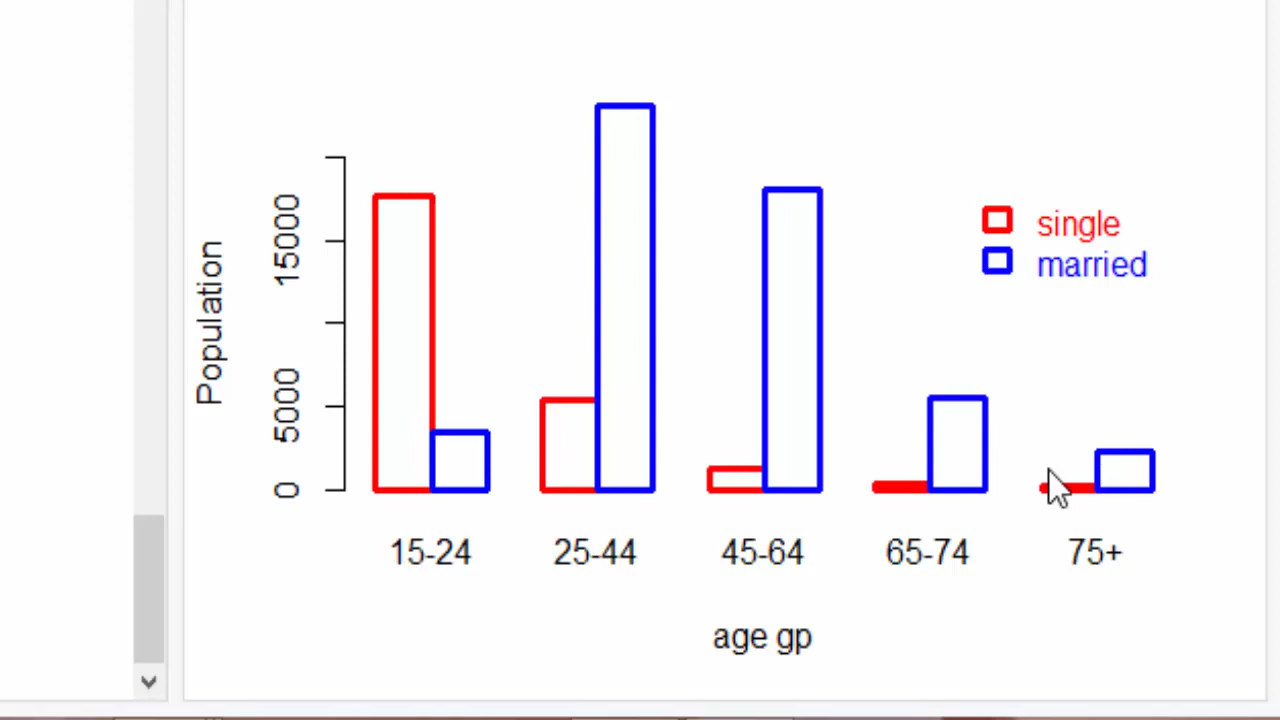 Population
15000
5000
0
single
married
15-24 25-44 45-64 65-74 75+
age gp